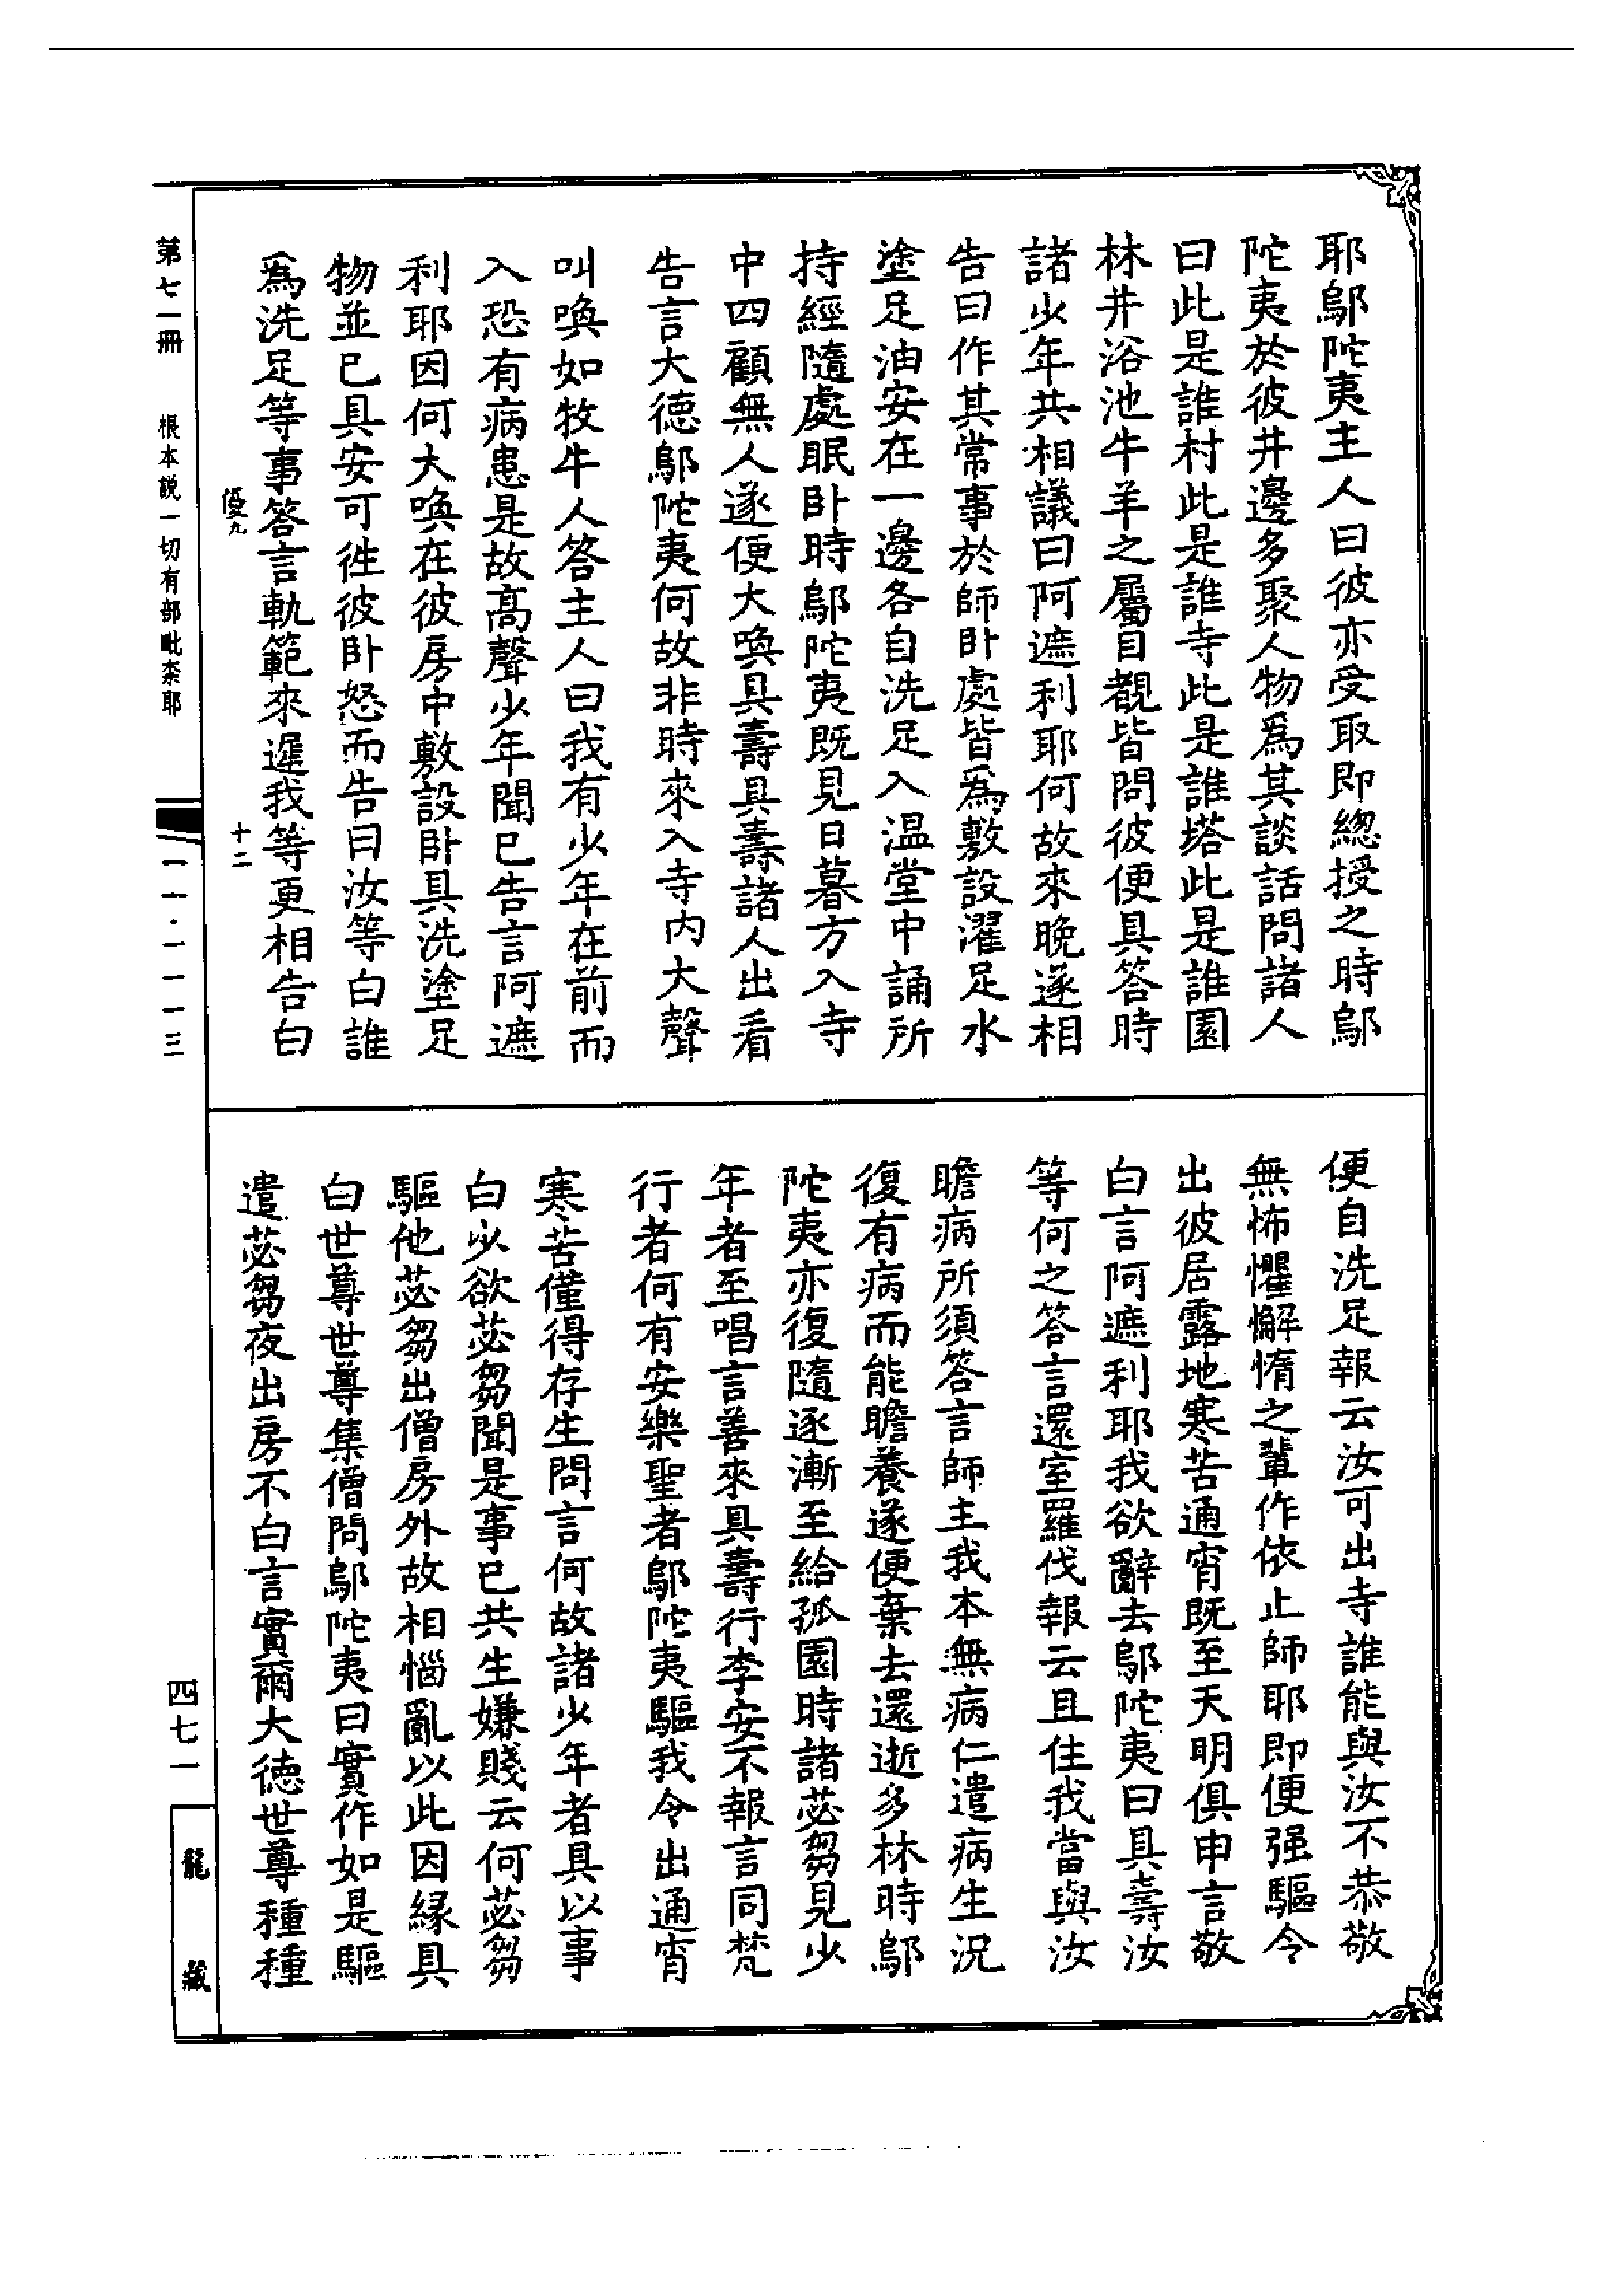 耶鄔陀夷主人曰彼亦受取即總授之時鄔
陀夷於彼井邊多聚人物爲其談話問諸人
曰此是誰村此是誰寺此是誰塔此是誰園
林井浴池牛羊之屬目覩皆問彼便具答時
諸少年共相議曰阿遮利耶何故來晚遂相
告曰作其常事於師卧處皆爲敷設濯足水
塗足油安在一邊各自洗足入温堂中誦所
持經隨處眠卧時鄔陀夷既見日暮方入寺
中四顧無人遂便大喚具壽具壽諸人出看
告言大德鄔陀夷何故非時來入寺内大聲
叫喚如牧牛人答主人曰我有少年在前而
入恐有病患是故高聲少年聞已告言阿遮
利耶因何大喚在彼房中敷設卧具洗塗足
物並已具安可徃彼卧怒而告曰汝等白誰
爲洗足等事答言軌範來遲我等更相告白
便自洗足報云汝可出寺誰能與汝不恭敬
無怖懼懈惰之輩作依止師耶即便强驅令
出彼居露地寒苦通宵既至天明俱申言敬
白言阿遮利耶我欲辭去鄔陀夷曰具壽汝
等何之答言還室羅伐報云且住我當與汝
瞻病所須答言師主我本無病仁遣病生況
復有病而能瞻養遂便棄去還逝多林時鄔
陀夷亦復隨逐漸至給孤園時諸苾芻見少
年者至唱言善來具壽行李安不報言同梵
行者何有安樂聖者鄔陀夷驅我令出通宵
寒苦僅得存生問言何故諸少年者具以事
白少欲苾芻聞是事已共生嫌賤云何苾芻
驅他苾芻出僧房外故相惱亂以此因緣具
白世尊世尊集僧問鄔陀夷曰實作如是驅
遣苾芻夜出房不白言實爾大德世尊種種
優九
十二
第七一冊
根本説一切有部毗柰耶
一一·一一一三
四七一
龍藏